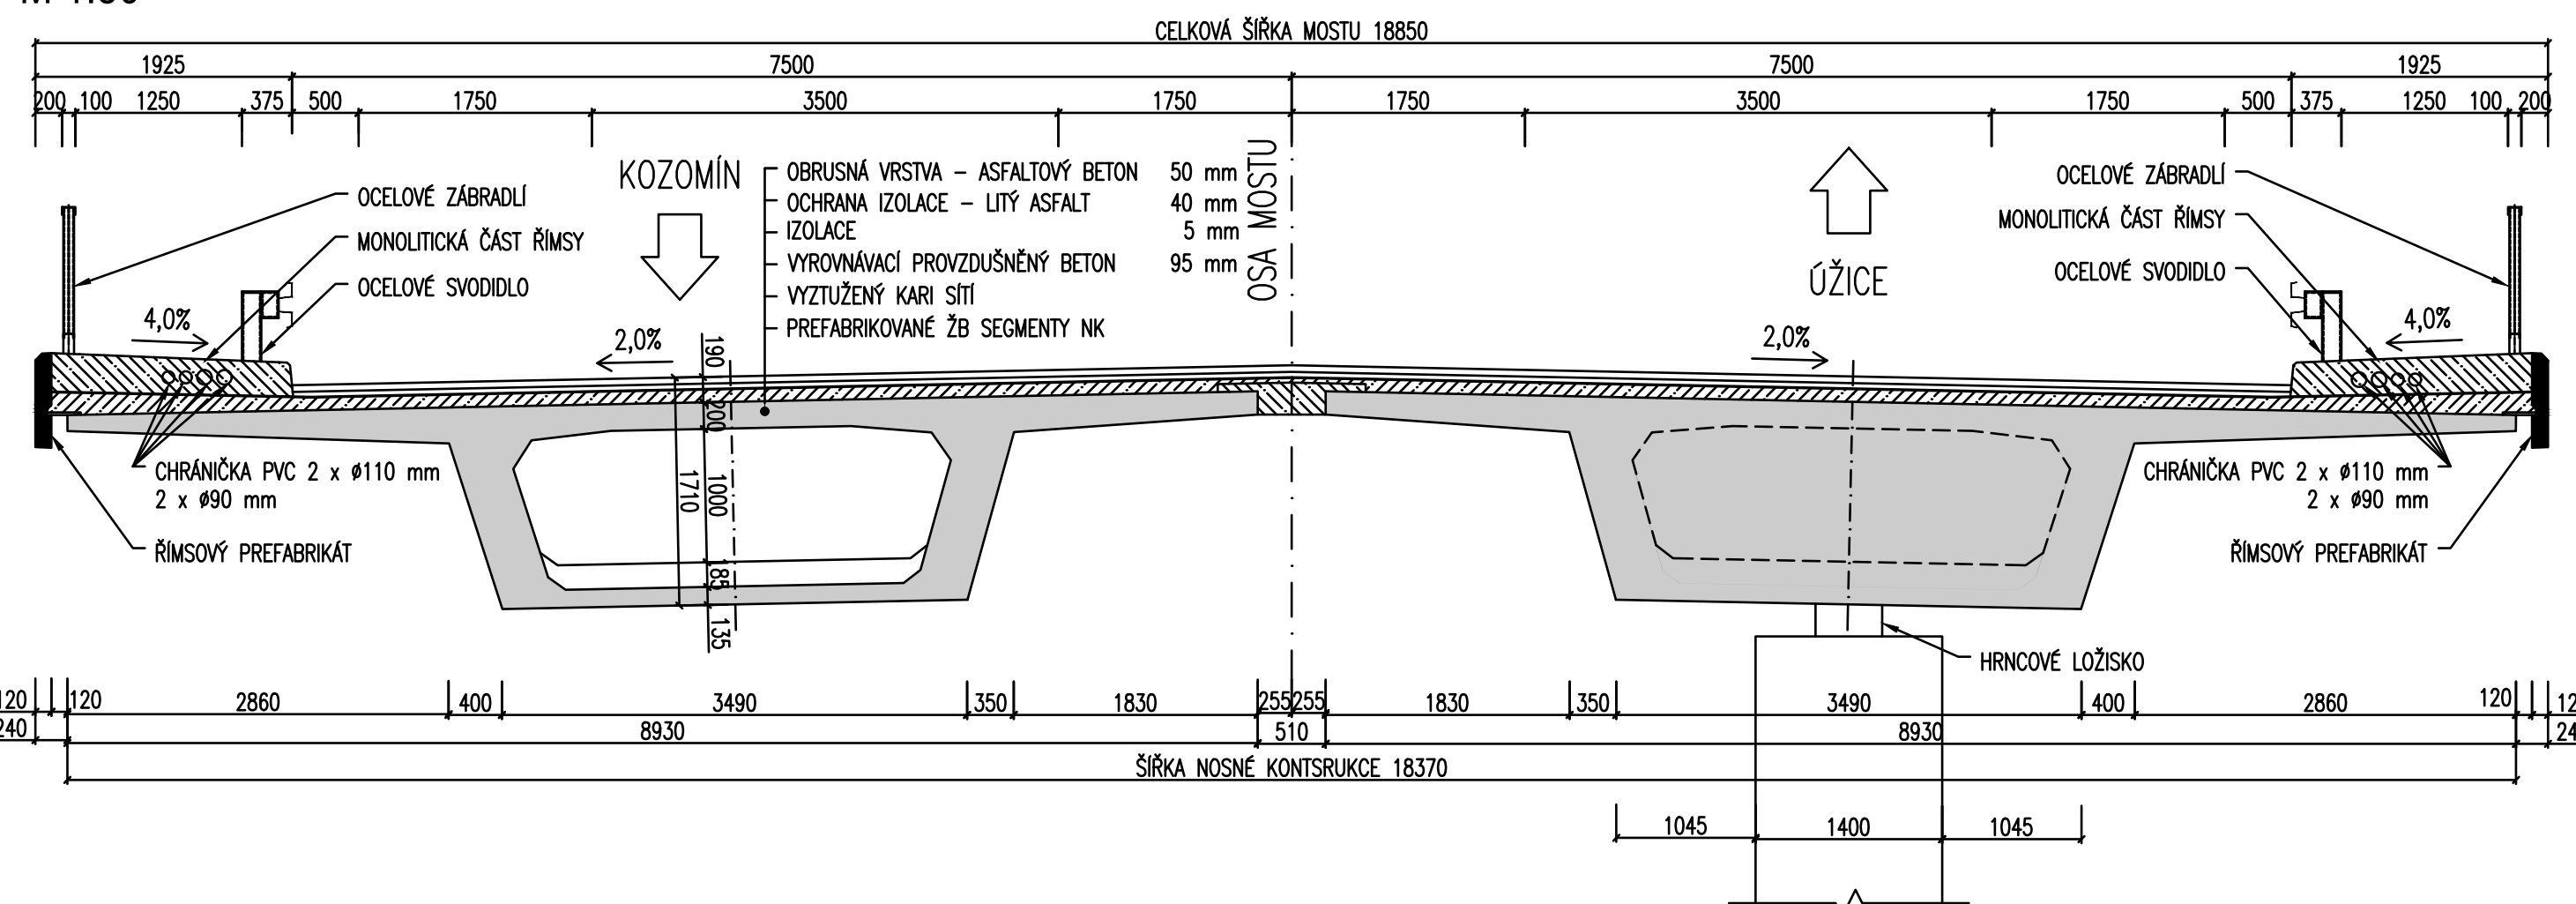 CELKOVÁ ŠÍŘKA MOSTU 18850
1925 7500 7500 1925
200 100 1250 375 500 1750 3500 1750 1750 3500 1750 500 375 1250 100 200
KOZOMÍN
OBRUSNÁ VRSTVA – ASFALTOVÝ BETON 50 mm
OCHRANA IZOLACE – LITÝ ASFALT 40 mm
IZOLACE 5 mm
VYROVNÁVACÍ PROVZDUŠNĚNÝ BETON 95 mm
VYZTUŽENÝ KARI SÍTÍ
PREFABRIKOVANÉ ŽB SEGMENTY NK
OSA MOSTU
ÚŽICE
OCELOVÉ ZÁBRADLÍ
MONOLITICKÁ ČÁST ŘÍMSY
OCELOVÉ SVODIDLO
OCELOVÉ ZÁBRADLÍ
MONOLITICKÁ ČÁST ŘÍMSY
OCELOVÉ SVODIDLO
4,0%
2,0%
2,0%
4,0%
190
200
1000
1710
185
135
CHRÁNIČKA PVC 2 x ø110 mm
2 x ø90 mm
ŘÍMSOVÝ PREFABRIKÁT
CHRÁNIČKA PVC 2 x ø110 mm
2 x ø90 mm
ŘÍMSOVÝ PREFABRIKÁT
HRNCOVÉ LOŽISKO
120 120 2860 400 3490 350 1830 255 255 1830 350 3490 400 2860 120
240 8930 510 8930
ŠÍŘKA NOSNÉ KONTSRUKCE 18370
1045 1400 1045